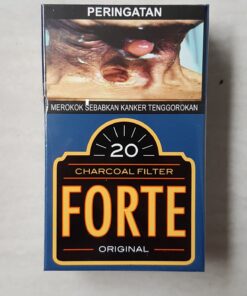 PERINGATAN
MEROKOK SEBABKAN KANKER TENGGOROKAN
20
CHARCOAL FILTER
FORTE
ORIGINAL